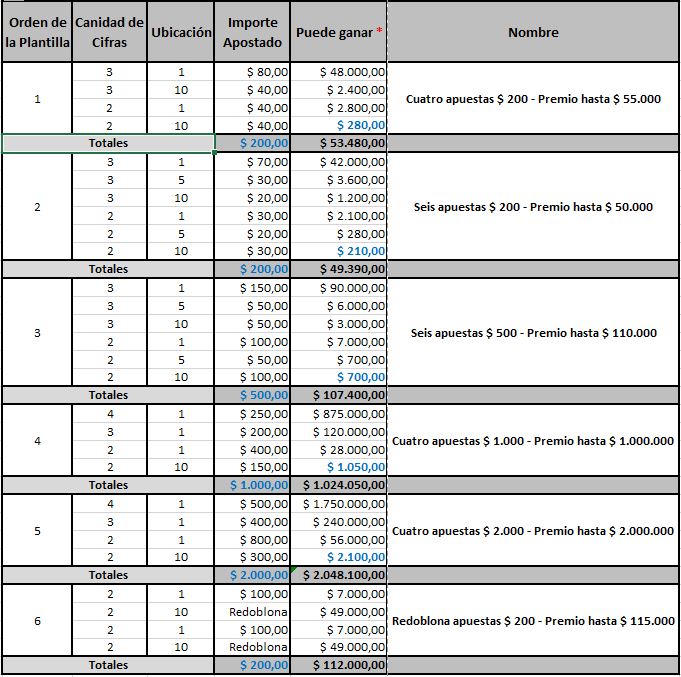 Orden de la Plantilla Canidad de Cifras Ubicación Importe Apostado Puede ganar * Nombre
1 Cuatro apuestas $ 200 - Premio hasta $ 55.000
3 1 $ 80,00 $ 48.000,00
3 10 $ 40,00 $ 2.400,00
2 1 $ 40,00 $ 2.800,00
2 10 $ 40,00 $ 280,00
Totales $ 200,00 $ 53.480,00
2 Seis apuestas $ 200 - Premio hasta $ 50.000
3 1 $ 70,00 $ 42.000,00
3 5 $ 30,00 $ 3.600,00
3 10 $ 20,00 $ 1.200,00
2 1 $ 30,00 $ 2.100,00
2 5 $ 20,00 $ 280,00
2 10 $ 30,00 $ 210,00
Totales $ 200,00 $ 49.390,00
3 Seis apuestas $ 500 - Premio hasta $ 110.000
3 1 $ 150,00 $ 90.000,00
3 5 $ 50,00 $ 6.000,00
3 10 $ 50,00 $ 3.000,00
2 1 $ 100,00 $ 7.000,00
2 5 $ 50,00 $ 700,00
2 10 $ 100,00 $ 700,00
Totales $ 500,00 $ 107.400,00
4 Cuatro apuestas $ 1.000 - Premio hasta $ 1.000.000
4 1 $ 250,00 $ 875.000,00
3 1 $ 200,00 $ 120.000,00
2 1 $ 400,00 $ 28.000,00
2 10 $ 150,00 $ 1.050,00
Totales $ 1.000,00 $ 1.024.050,00
5 Cuatro apuestas $ 2.000 - Premio hasta $ 2.000.000
4 1 $ 500,00 $ 1.750.000,00
3 1 $ 400,00 $ 240.000,00
2 1 $ 800,00 $ 56.000,00
2 10 $ 300,00 $ 2.100,00
Totales $ 2.000,00 $ 2.048.100,00
6 Redoblona apuestas $ 200 - Premio hasta $ 115.000
2 1 $ 100,00 $ 7.000,00
2 10 Redoblona $ 49.000,00
2 1 $ 100,00 $ 7.000,00
2 10 Redoblona $ 49.000,00
Totales $ 200,00 $ 112.000,00